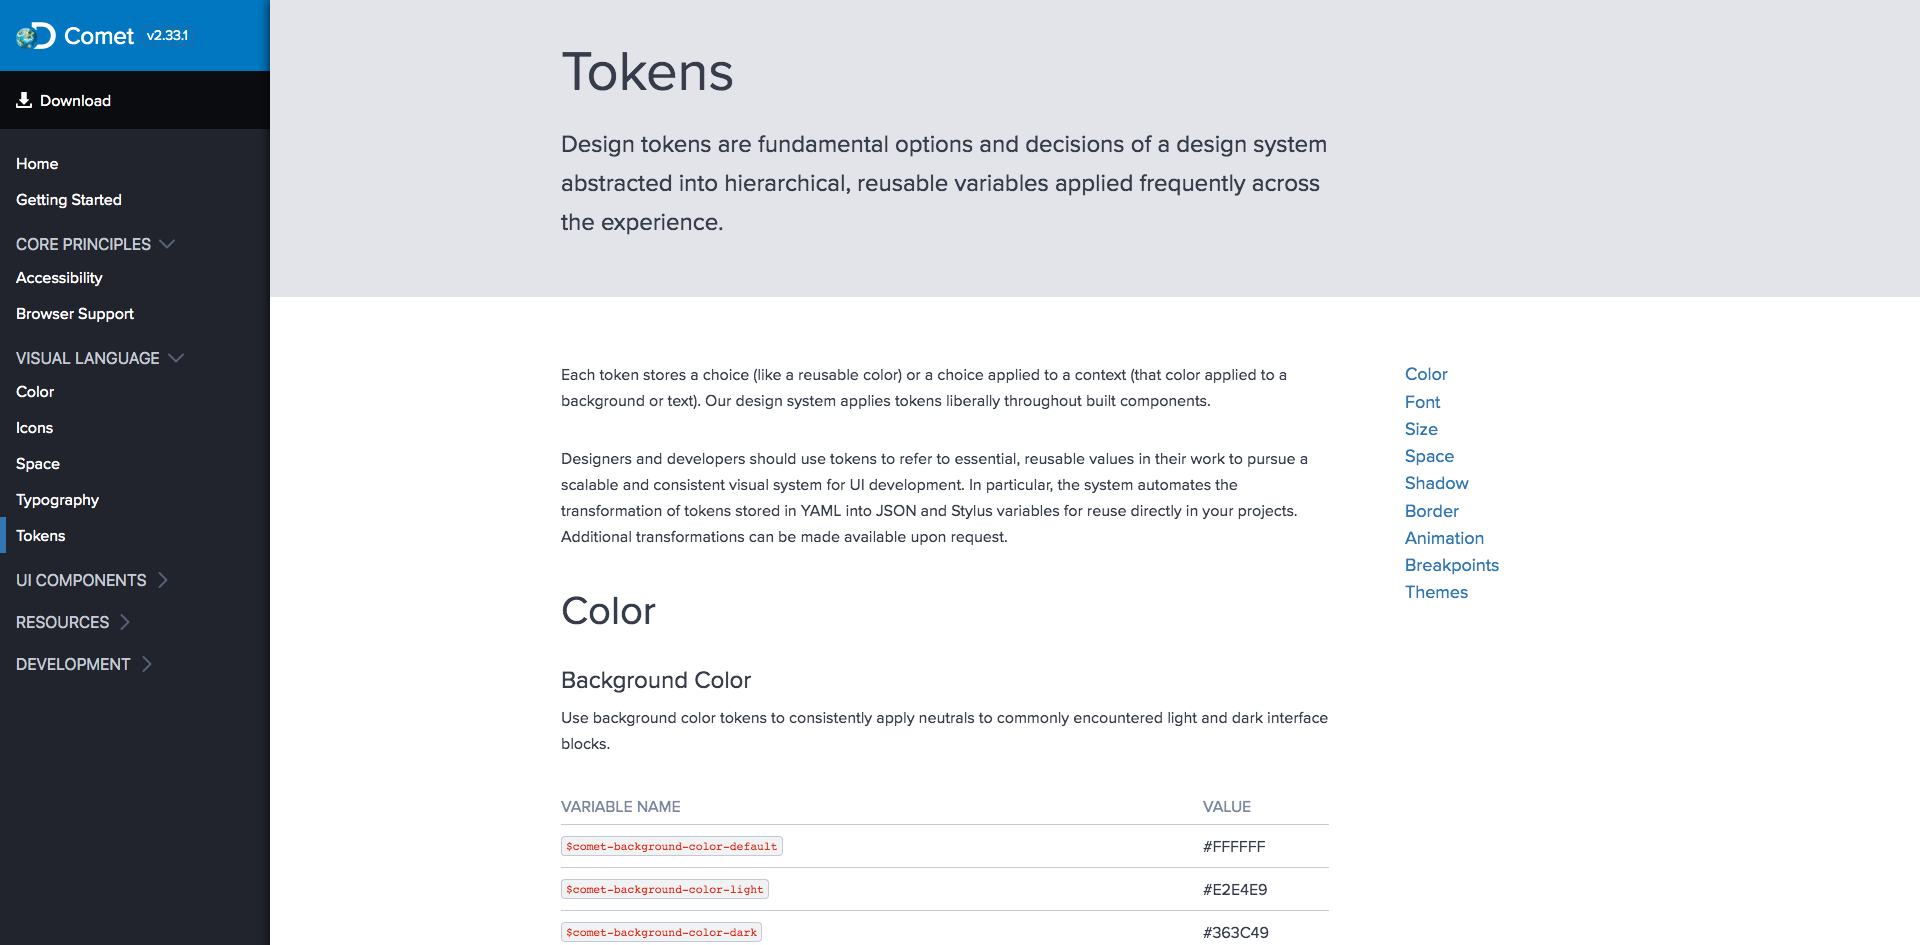 Comet v2.33.1
Download
Home
Getting Started
CORE PRINCIPLES
Accessibility
Browser Support
VISUAL LANGUAGE
Color
Icons
Space
Typography
Tokens
UI COMPONENTS
RESOURCES
DEVELOPMENT
Tokens
Design tokens are fundamental options and decisions of a design system
abstracted into hierarchical, reusable variables applied frequently across
the experience.
Each token stores a choice (like a reusable color) or a choice applied to a context (that color applied to a
background or text). Our design system applies tokens liberally throughout built components.
Designers and developers should use tokens to refer to essential, reusable values in their work to pursue a
scalable and consistent visual system for UI development. In particular, the system automates the
transformation of tokens stored in YAML into JSON and Stylus variables for reuse directly in your projects.
Additional transformations can be made available upon request.
Color
Background Color
Use background color tokens to consistently apply neutrals to commonly encountered light and dark interface
blocks.
VARIABLE NAME VALUE
$comet-background-color-default #FFFFFF
$comet-background-color-light #E2E4E9
$comet-background-color-dark #363C49
Color
Font
Size
Space
Shadow
Border
Animation
Breakpoints
Themes